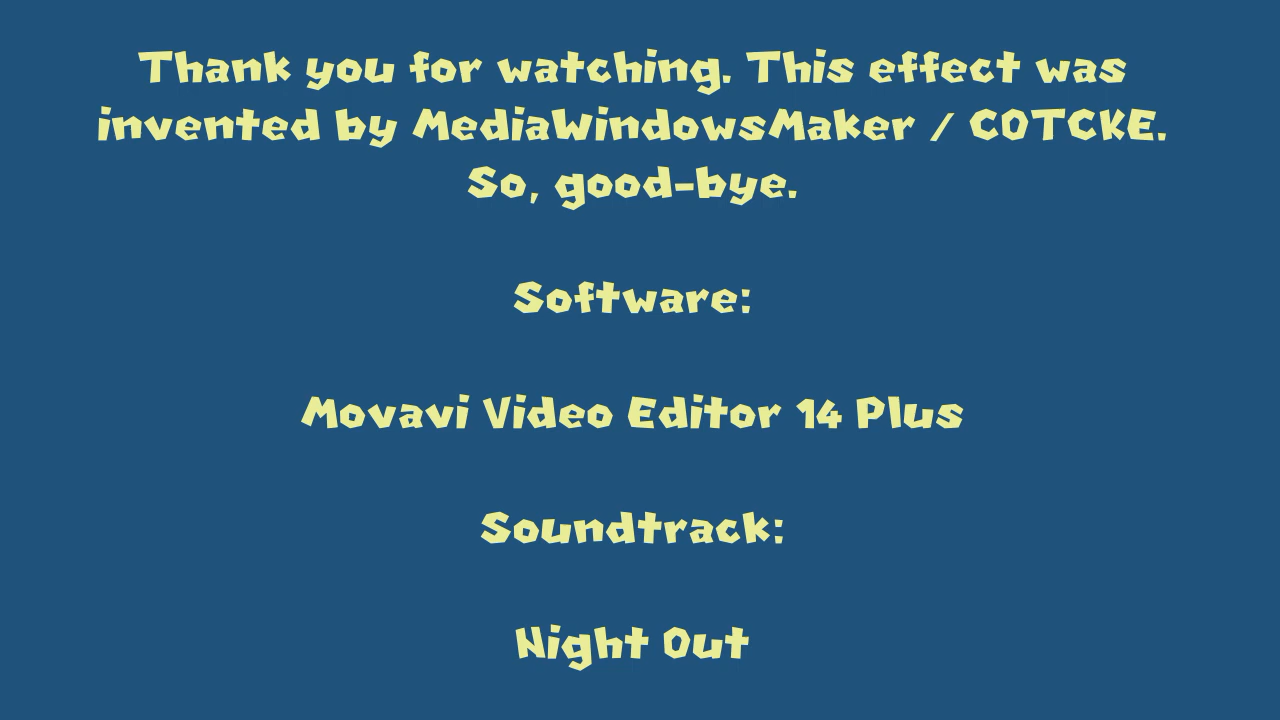 Thank you for watching. This effect was
invented by MediaWindowsMaker / COTCKE.
So, good-bye.
Software:
Movavi Video Editor 14 Plus
Soundtrack:
Night Out